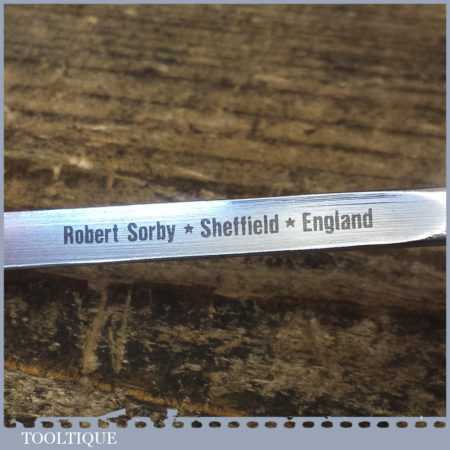 Robert Sorby ★ Sheffield ★ England
TOOLTIQUE